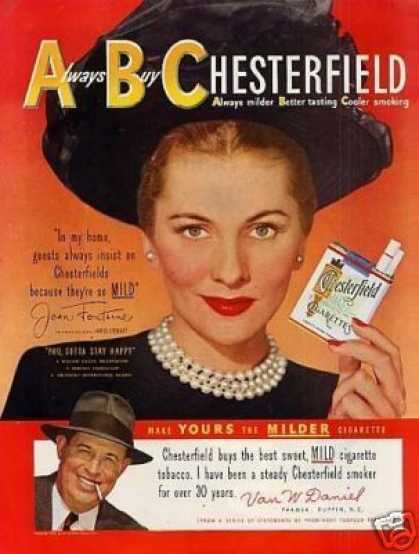 Always Buy CHESTERFIELD
Always milder Better tasting Cooler smoking
"In my home,
guests always insist on
Chesterfields
because they're so MILD"
Joan Fontaine
"YOU GOTTA STAY HAPPY"
Chesterfield
CIGARETTES
MAKE YOURS THE MILDER CIGARETTE
Chesterfield buys the best sweet, MILD cigarette
tobacco. I have been a steady Chesterfield smoker
for over 30 years. Van W Daniel
FARMER, RUFFIN, N.C.